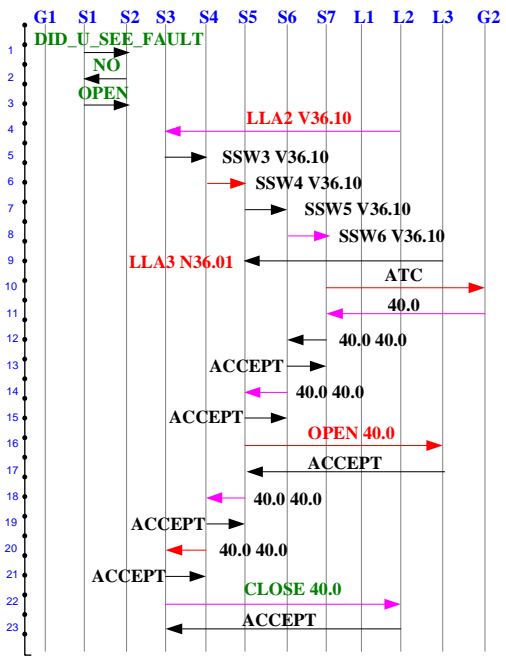 G1 S1 S2 S3 S4 S5 S6 S7 L1 L2 L3 G2
DID_U_SEE_FAULT
1
NO
2
OPEN
3
LLA2 V36.10
4
5 SSW3 V36.10
6 SSW4 V36.10
7 SSW5 V36.10
8 SSW6 V36.10
9 LLA3 N36.01
ATC
10
40.0
11
12 40.0 40.0
13 ACCEPT
14 40.0 40.0
15 ACCEPT
OPEN 40.0
16
ACCEPT
17
18 40.0 40.0
19 ACCEPT
20 40.0 40.0
21 ACCEPT
CLOSE 40.0
22
ACCEPT
23